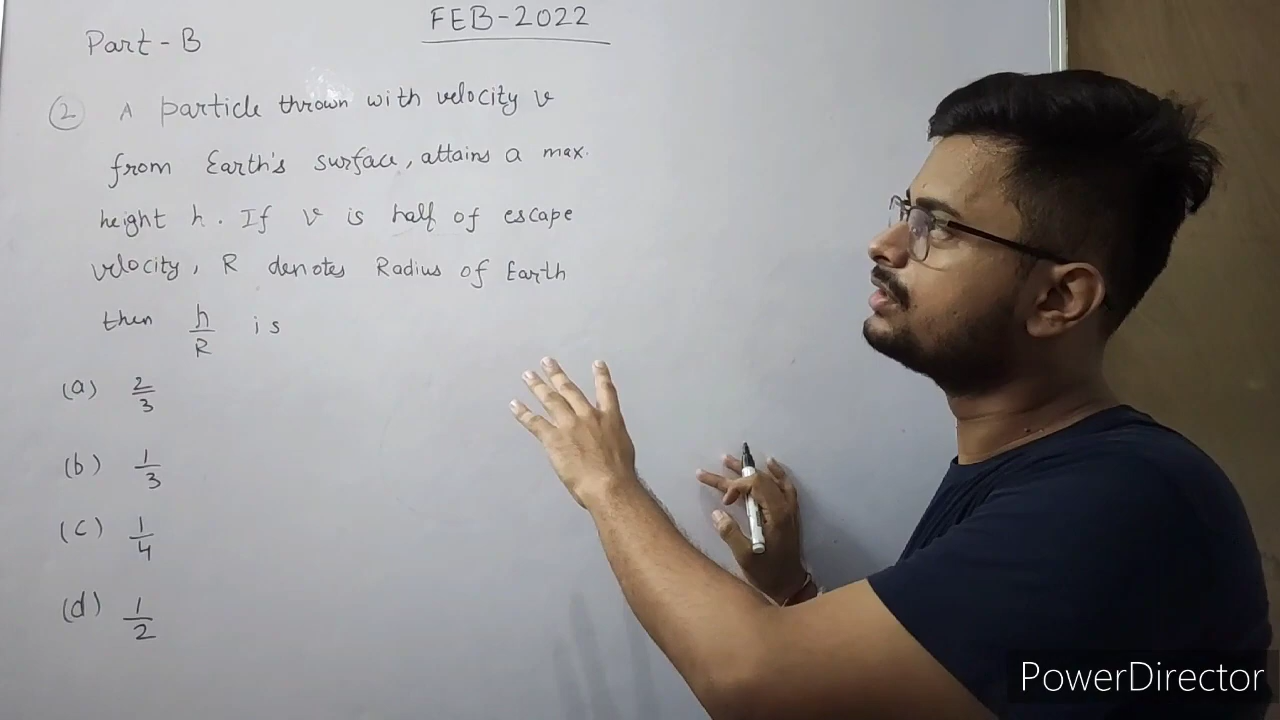 FEB-2022
Part-B
(2) A particle thrown with velocity v
from Earth's surface, attains a max.
height h. If v is half of escape
velocity, R denotes Radius of Earth
then h/R is
(a) 2/3
(b) 1/3
(c) 1/4
(d) 1/2
PowerDirector